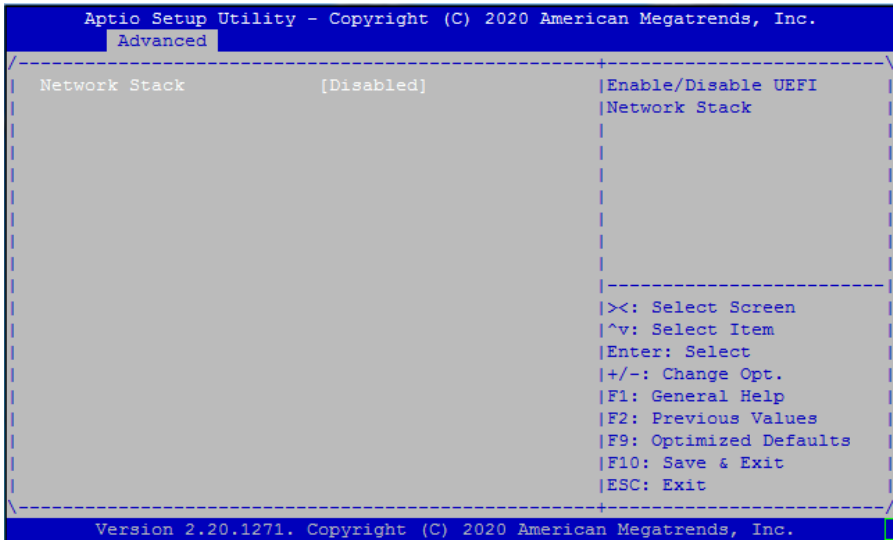 Aptio Setup Utility - Copyright (C) 2020 American Megatrends, Inc.
Advanced
Network Stack [Disabled]
Enable/Disable UEFI
Network Stack
><: Select Screen
^v: Select Item
Enter: Select
+/-: Change Opt.
F1: General Help
F2: Previous Values
F9: Optimized Defaults
F10: Save & Exit
ESC: Exit
Version 2.20.1271. Copyright (C) 2020 American Megatrends, Inc.